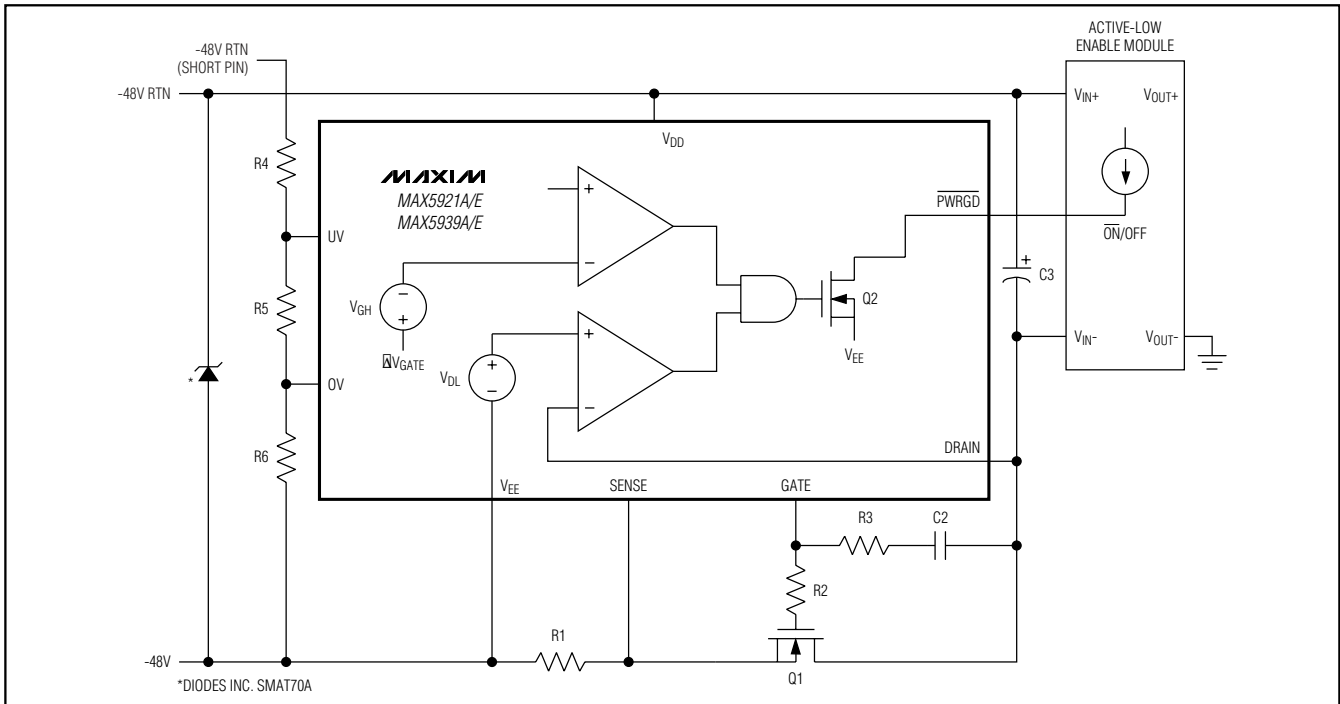 ACTIVE-LOW
ENABLE MODULE
-48V RTN
(SHORT PIN)
-48V RTN
VIN+
VOUT+
VDD
R4
MAXIM
MAX5921A/E
MAX5939A/E
+
PWRGD
ON/OFF
UV
−
+
C3
VGH
−
+
Q2
R5
VEE
VIN-
VOUT-
VGATE
+
+
VDL
−
*
OV
−
R6
DRAIN
VEE
SENSE
GATE
R3
C2
R2
R1
-48V
Q1
*DIODES INC. SMAT70A